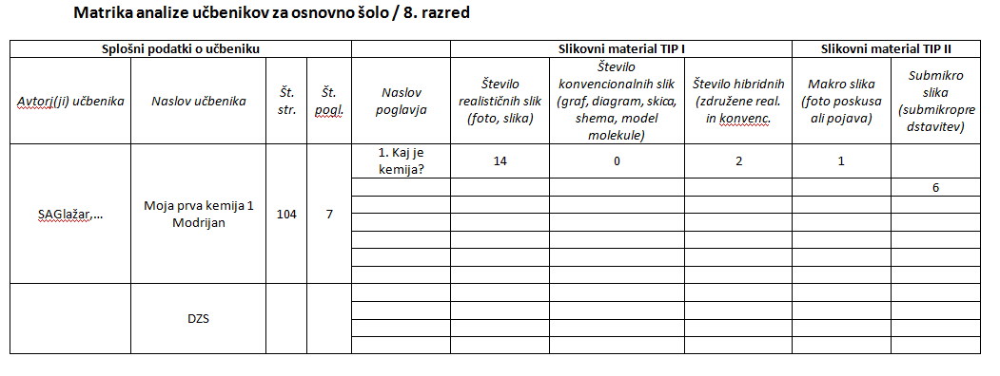 Matrika analize učbenikov za osnovno šolo / 8. razred
Splošni podatki o učbeniku
Slikovni material TIP I
Slikovni material TIP II
Avtorj(ji) učbenika
Naslov učbenika
Št.
str.
Št.
pogl.
Naslov
poglavja
Število
realističnih slik
(foto, slika)
Število
konvencionalnih slik
(graf, diagram, skica,
shema, model
molekule)
Število hibridnih
(združene real.
in konvenc.
Makro slika
(foto poskusa
ali pojava)
Submikro
slika
(submikropre
dstavitev)
SAGlažar,...
Moja prva kemija 1
Modrijan
104
7
1. Kaj je
kemija?
14
0
2
1
6
DZS